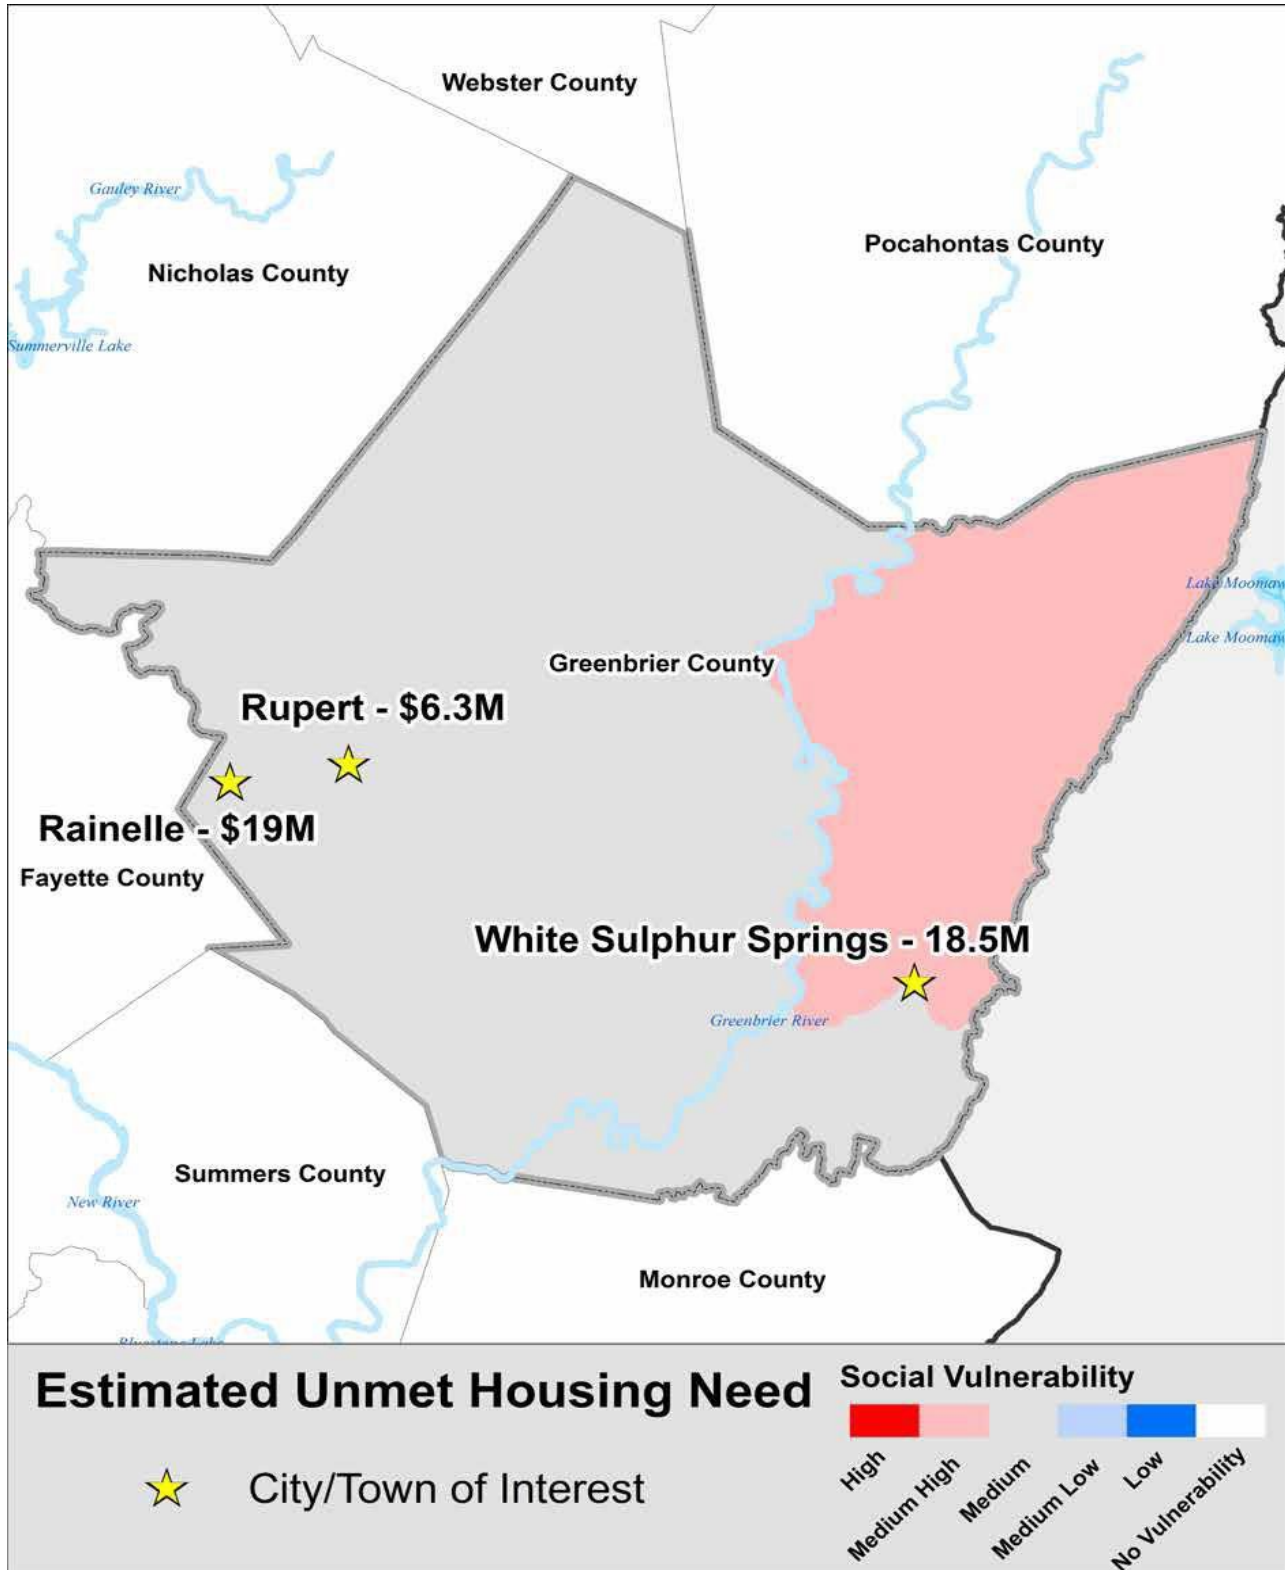 Webster County
Gauley River
Pocahontas County
Nicholas County
Summerville Lake
Lake Moomaw
Lake Moomaw
Greenbrier County
Rupert - $6.3M
Rainelle - $19M
Fayette County
White Sulphur Springs - 18.5M
Greenbrier River
Summers County
New River
Monroe County
Bluestone Lake
Estimated Unmet Housing Need
City/Town of Interest
Social Vulnerability
High
Medium High
Medium
Medium Low
Low
No Vulnerability